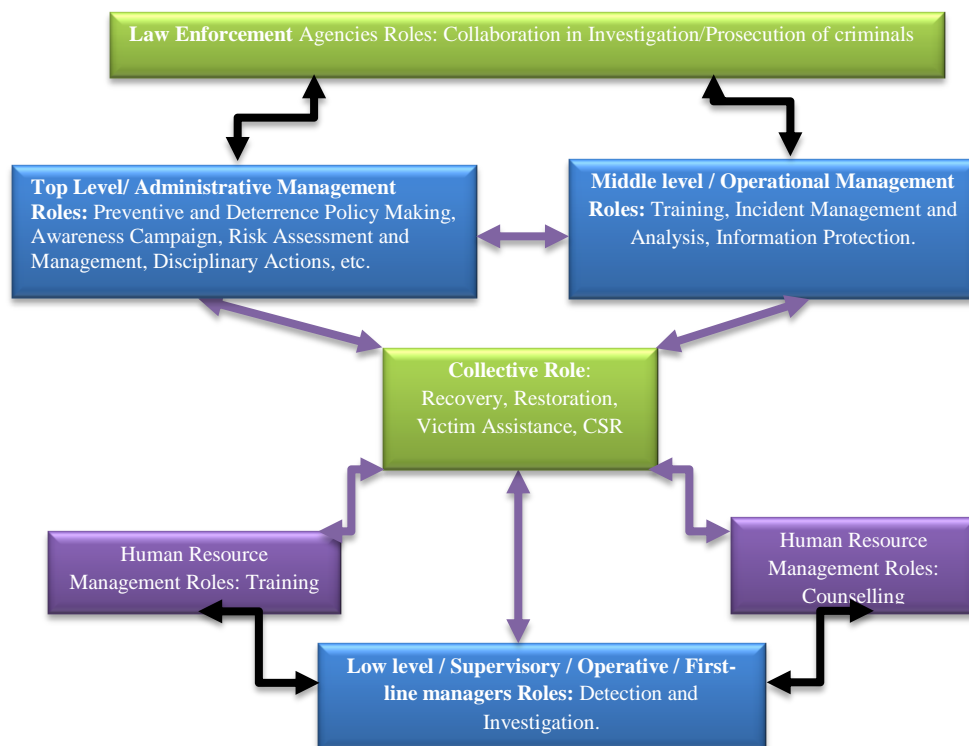 Law Enforcement Agencies Roles: Collaboration in Investigation/Prosecution of criminals
Top Level/ Administrative Management
Roles: Preventive and Deterrence Policy Making,
Awareness Campaign, Risk Assessment and
Management, Disciplinary Actions, etc.
Middle level / Operational Management
Roles: Training, Incident Management and
Analysis, Information Protection.
Collective Role:
Recovery, Restoration,
Victim Assistance, CSR
Human Resource
Management Roles: Training
Human Resource
Management Roles:
Counselling
Low level / Supervisory / Operative / First-
line managers Roles: Detection and
Investigation.